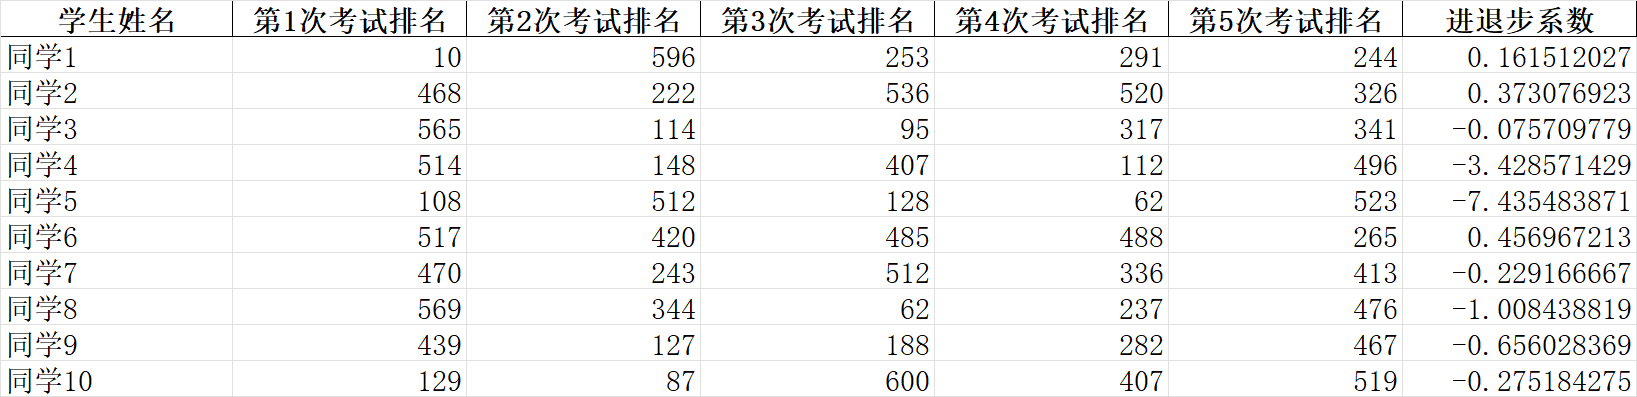 学生姓名 第1次考试排名 第2次考试排名 第3次考试排名 第4次考试排名 第5次考试排名 进退步系数
同学1 10 596 253 291 244 0.161512027
同学2 468 222 536 520 326 0.373076923
同学3 565 114 95 317 341 -0.075709779
同学4 514 148 407 112 496 -3.428571429
同学5 108 512 128 62 523 -7.435483871
同学6 517 420 485 488 265 0.456967213
同学7 470 243 512 336 413 -0.229166667
同学8 569 344 62 237 476 -1.008438819
同学9 439 127 188 282 467 -0.656028369
同学10 129 87 600 407 519 -0.275184275